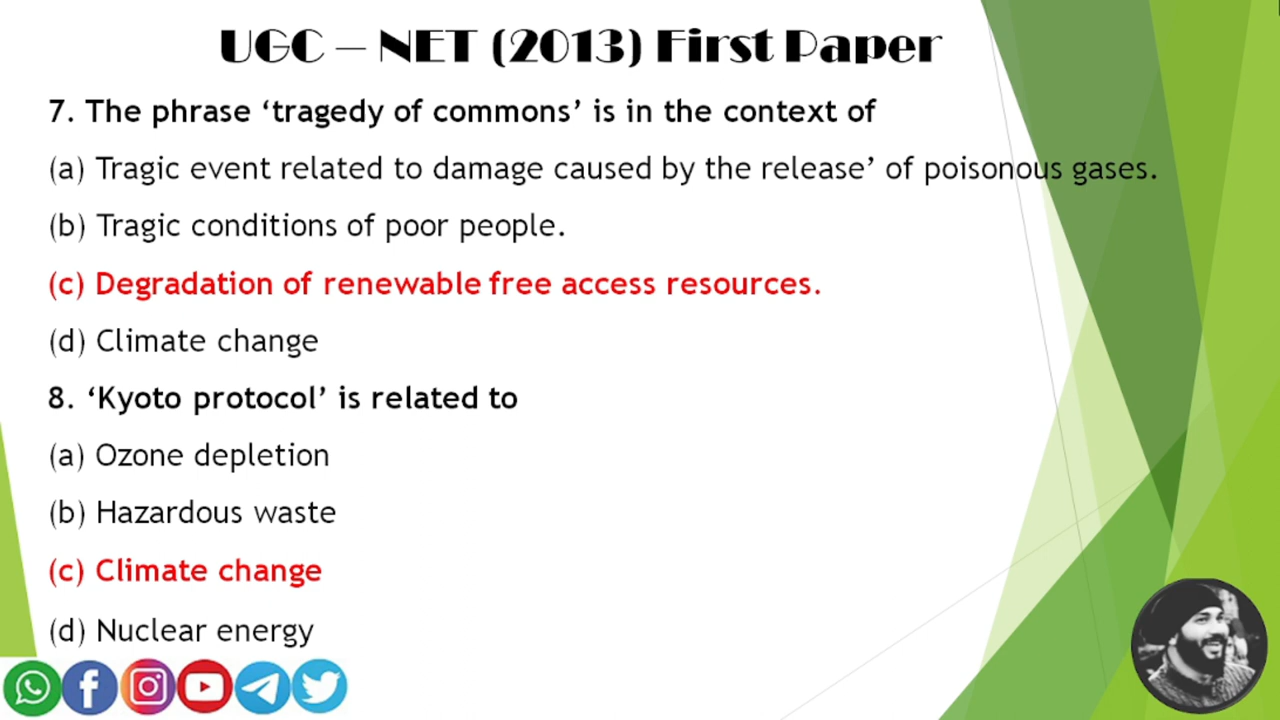 UGC – NET (2013) First Paper
7. The phrase ‘tragedy of commons’ is in the context of
(a) Tragic event related to damage caused by the release’ of poisonous gases.
(b) Tragic conditions of poor people.
(c) Degradation of renewable free access resources.
(d) Climate change
8. ‘Kyoto protocol’ is related to
(a) Ozone depletion
(b) Hazardous waste
(c) Climate change
(d) Nuclear energy